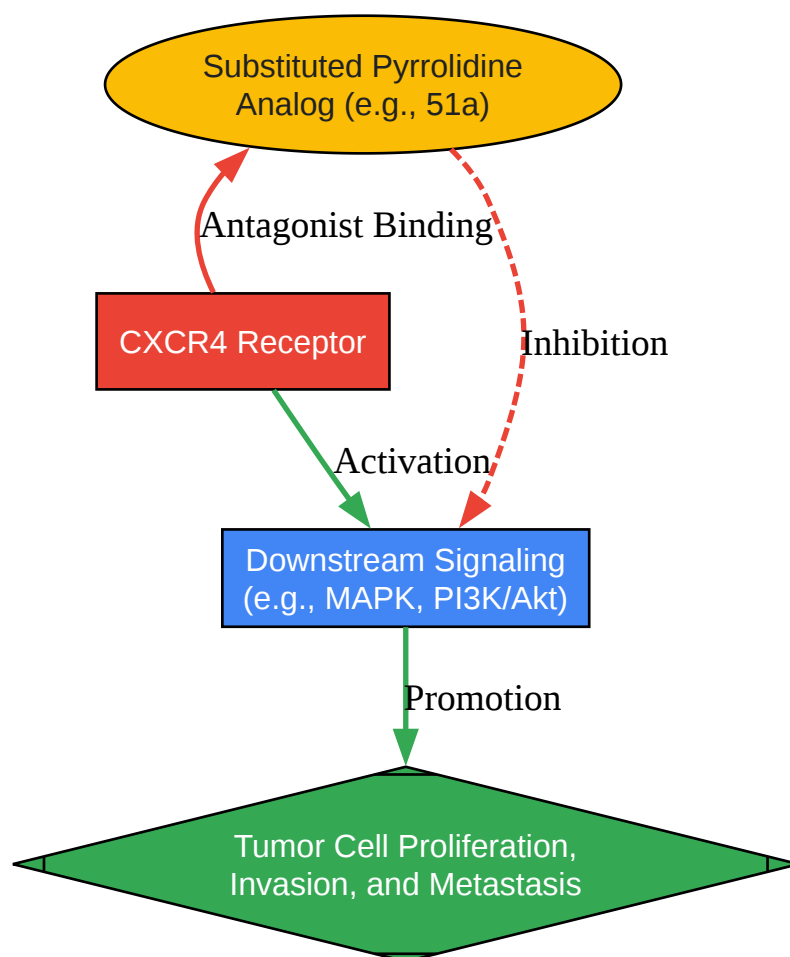 Substituted Pyrrolidine
Analog (e.g., 51a)
Antagonist Binding
CXCR4 Receptor
Inhibition
Activation
Downstream Signaling
(e.g., MAPK, PI3K/Akt)
Promotion
Tumor Cell Proliferation,
Invasion, and Metastasis